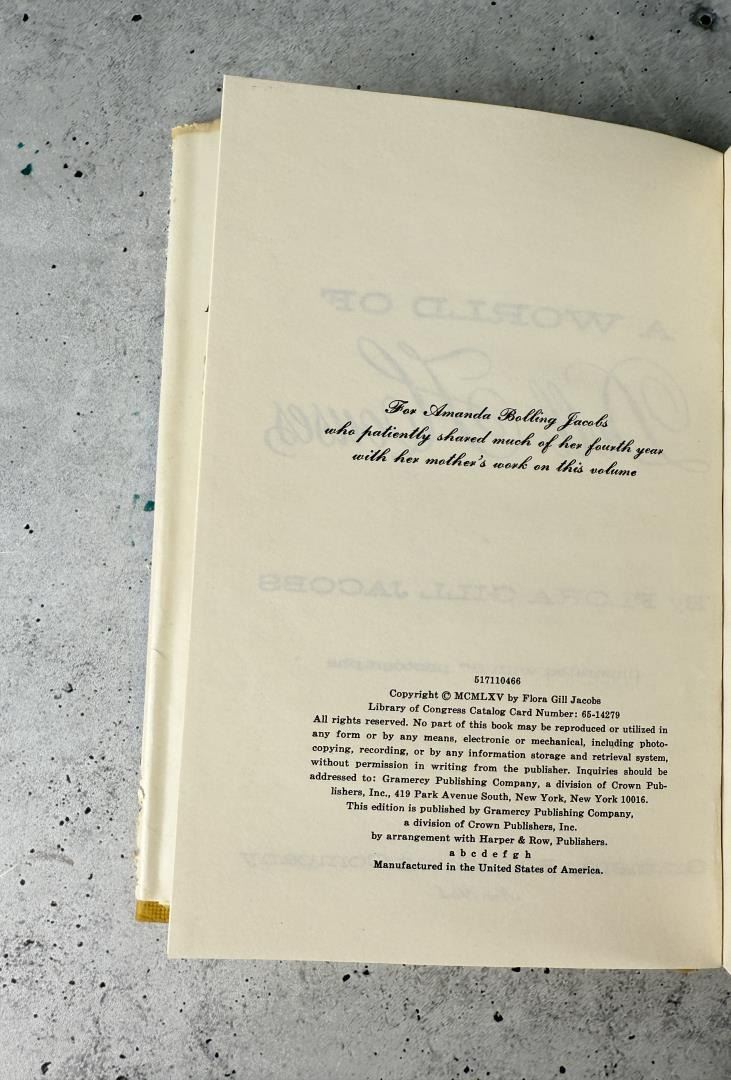 For Amanda Bolling Jacobs
who patiently shared much of her fourth year
with her mother's work on this volume
517110466
Copyright © MCMLXV by Flora Gill Jacobs
Library of Congress Catalog Card Number: 65-14279
All rights reserved. No part of this book may be reproduced or utilized in
any form or by any means, electronic or mechanical, including photo-
copying, recording, or by any information storage and retrieval system,
without permission in writing from the publisher. Inquiries should be
addressed to: Gramercy Publishing Company, a division of Crown Pub-
lishers, Inc., 419 Park Avenue South, New York, New York 10016.
This edition is published by Gramercy Publishing Company,
a division of Crown Publishers, Inc.
by arrangement with Harper & Row, Publishers.
a b c d e f g h
Manufactured in the United States of America.